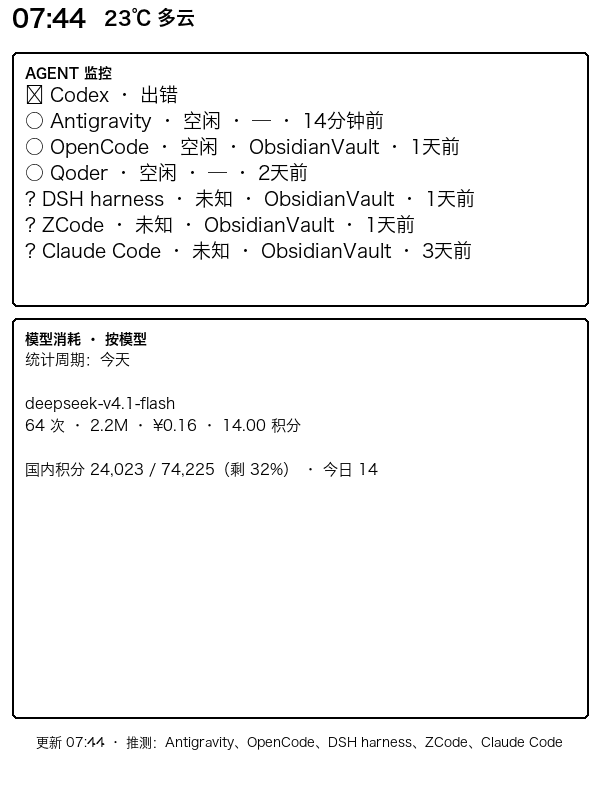 07:44 23℃ 多云
AGENT 监控
☒ Codex · 出错
○ Antigravity · 空闲 · — · 14分钟前
○ OpenCode · 空闲 · ObsidianVault · 1天前
○ Qoder · 空闲 · — · 2天前
? DSH harness · 未知 · ObsidianVault · 1天前
? ZCode · 未知 · ObsidianVault · 1天前
? Claude Code · 未知 · ObsidianVault · 3天前
模型消耗 · 按模型
统计周期：今天
deepseek-v4.1-flash
64 次 · 2.2M · ¥0.16 · 14.00 积分
国内积分 24,023 / 74,225（剩 32%） · 今日 14
更新 07:44 · 推测：Antigravity、OpenCode、DSH harness、ZCode、Claude Code